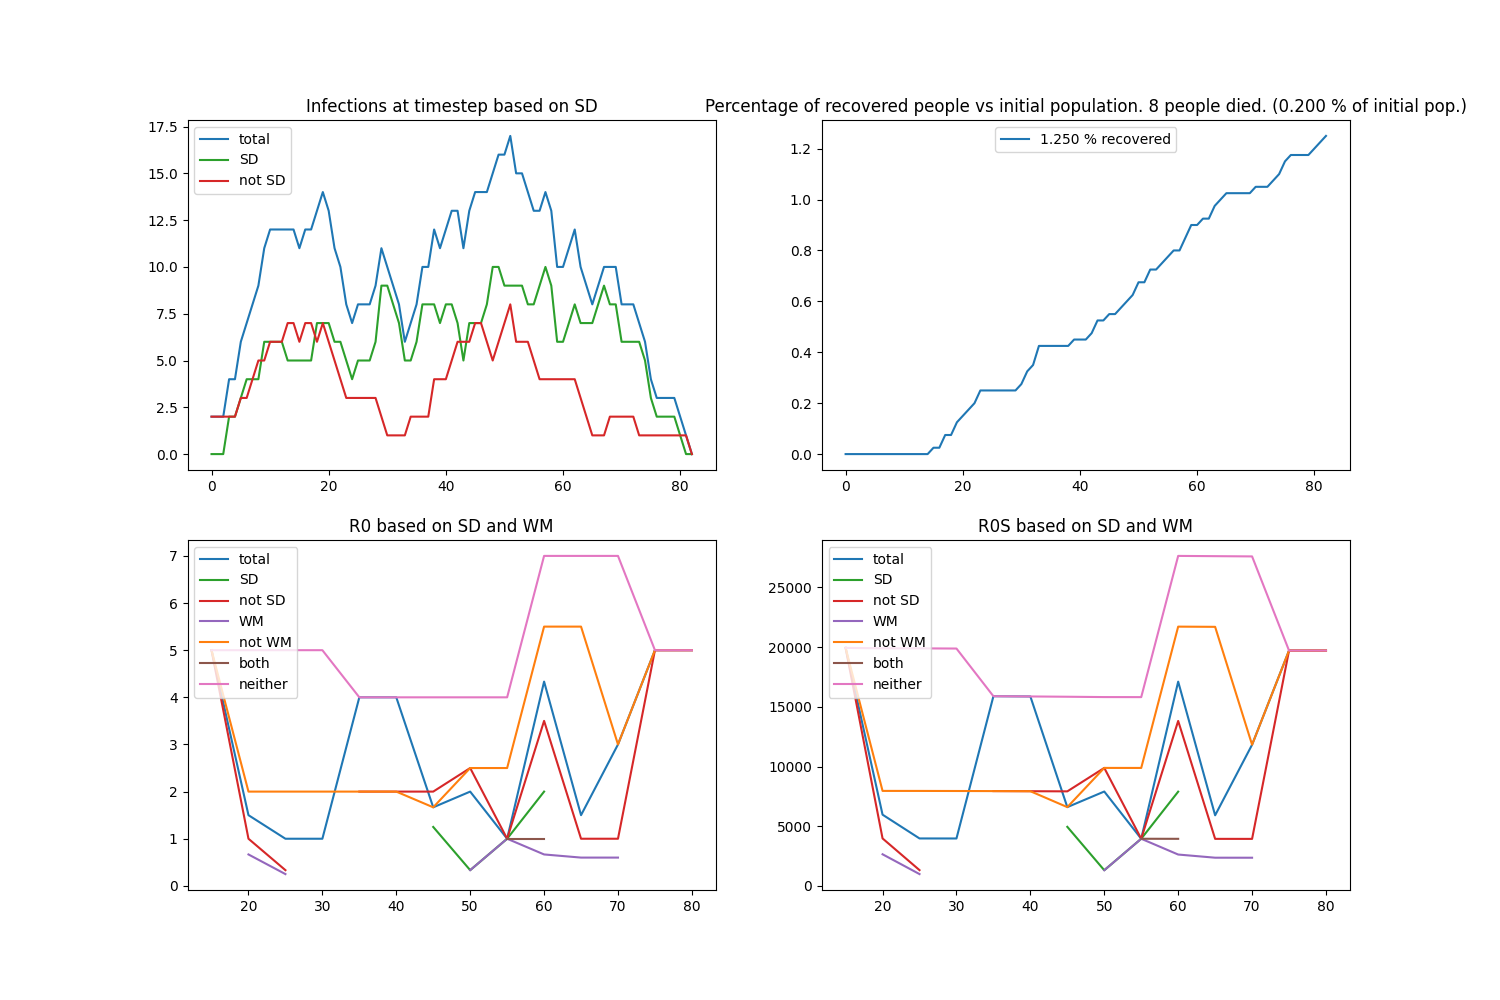 Infections at timestep based on SD
17.5
15.0
12.5
10.0
7.5
5.0
2.5
0.0
total
SD
not SD
0 20 40 60 80
Percentage of recovered people vs initial population. 8 people died. (0.200 % of initial pop.)
1.2
1.0
0.8
0.6
0.4
0.2
0.0
1.250 % recovered
0 20 40 60 80
R0 based on SD and WM
7
6
5
4
3
2
1
0
total
SD
not SD
WM
not WM
both
neither
20 30 40 50 60 70 80
R0S based on SD and WM
25000
20000
15000
10000
5000
0
total
SD
not SD
WM
not WM
both
neither
20 30 40 50 60 70 80